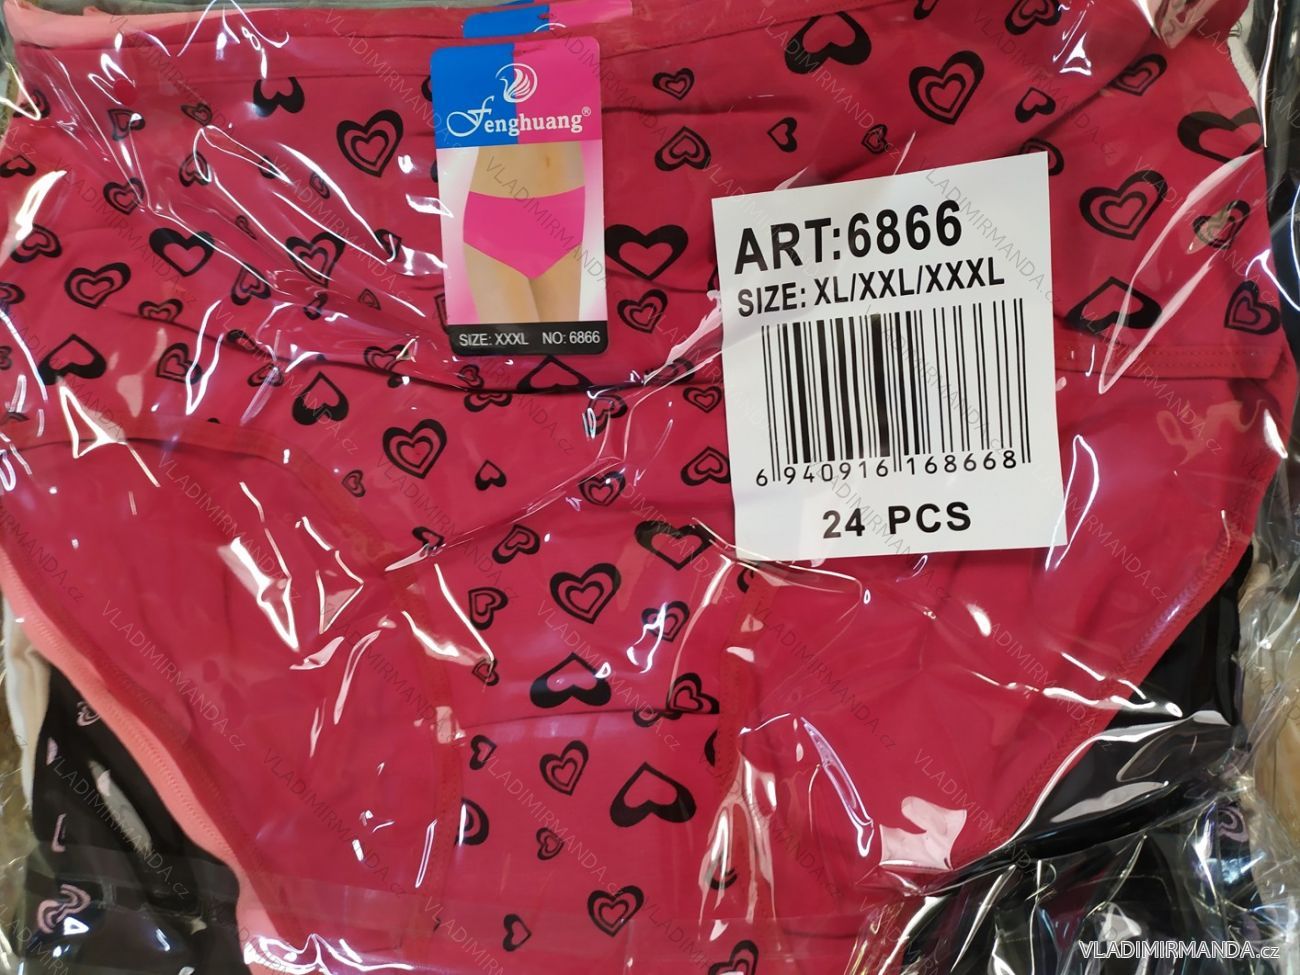 Fenghuang®
SIZE: XXXL NO: 6866
ART:6866
SIZE: XL/XXL/XXXL
6 940916 168668
24 PCS
VLADIMIRMANDA.cz